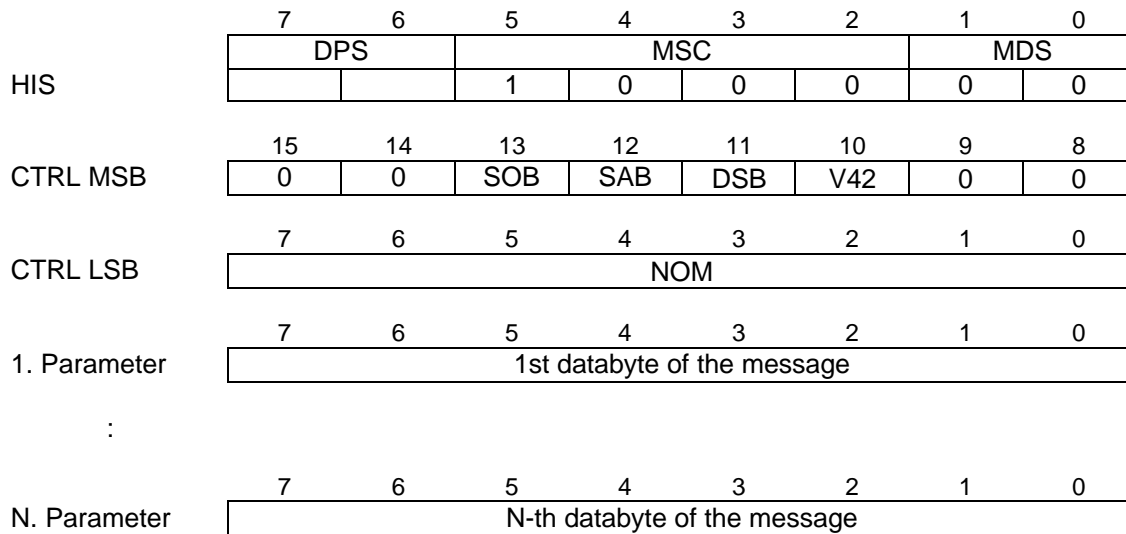 7 6 5 4 3 2 1 0
DPS MSC MDS
HIS 1 0 0 0 0 0
15 14 13 12 11 10 9 8
CTRL MSB 0 0 SOB SAB DSB V42 0 0
7 6 5 4 3 2 1 0
CTRL LSB NOM
7 6 5 4 3 2 1 0
1. Parameter 1st databyte of the message
:
7 6 5 4 3 2 1 0
N. Parameter N-th databyte of the message